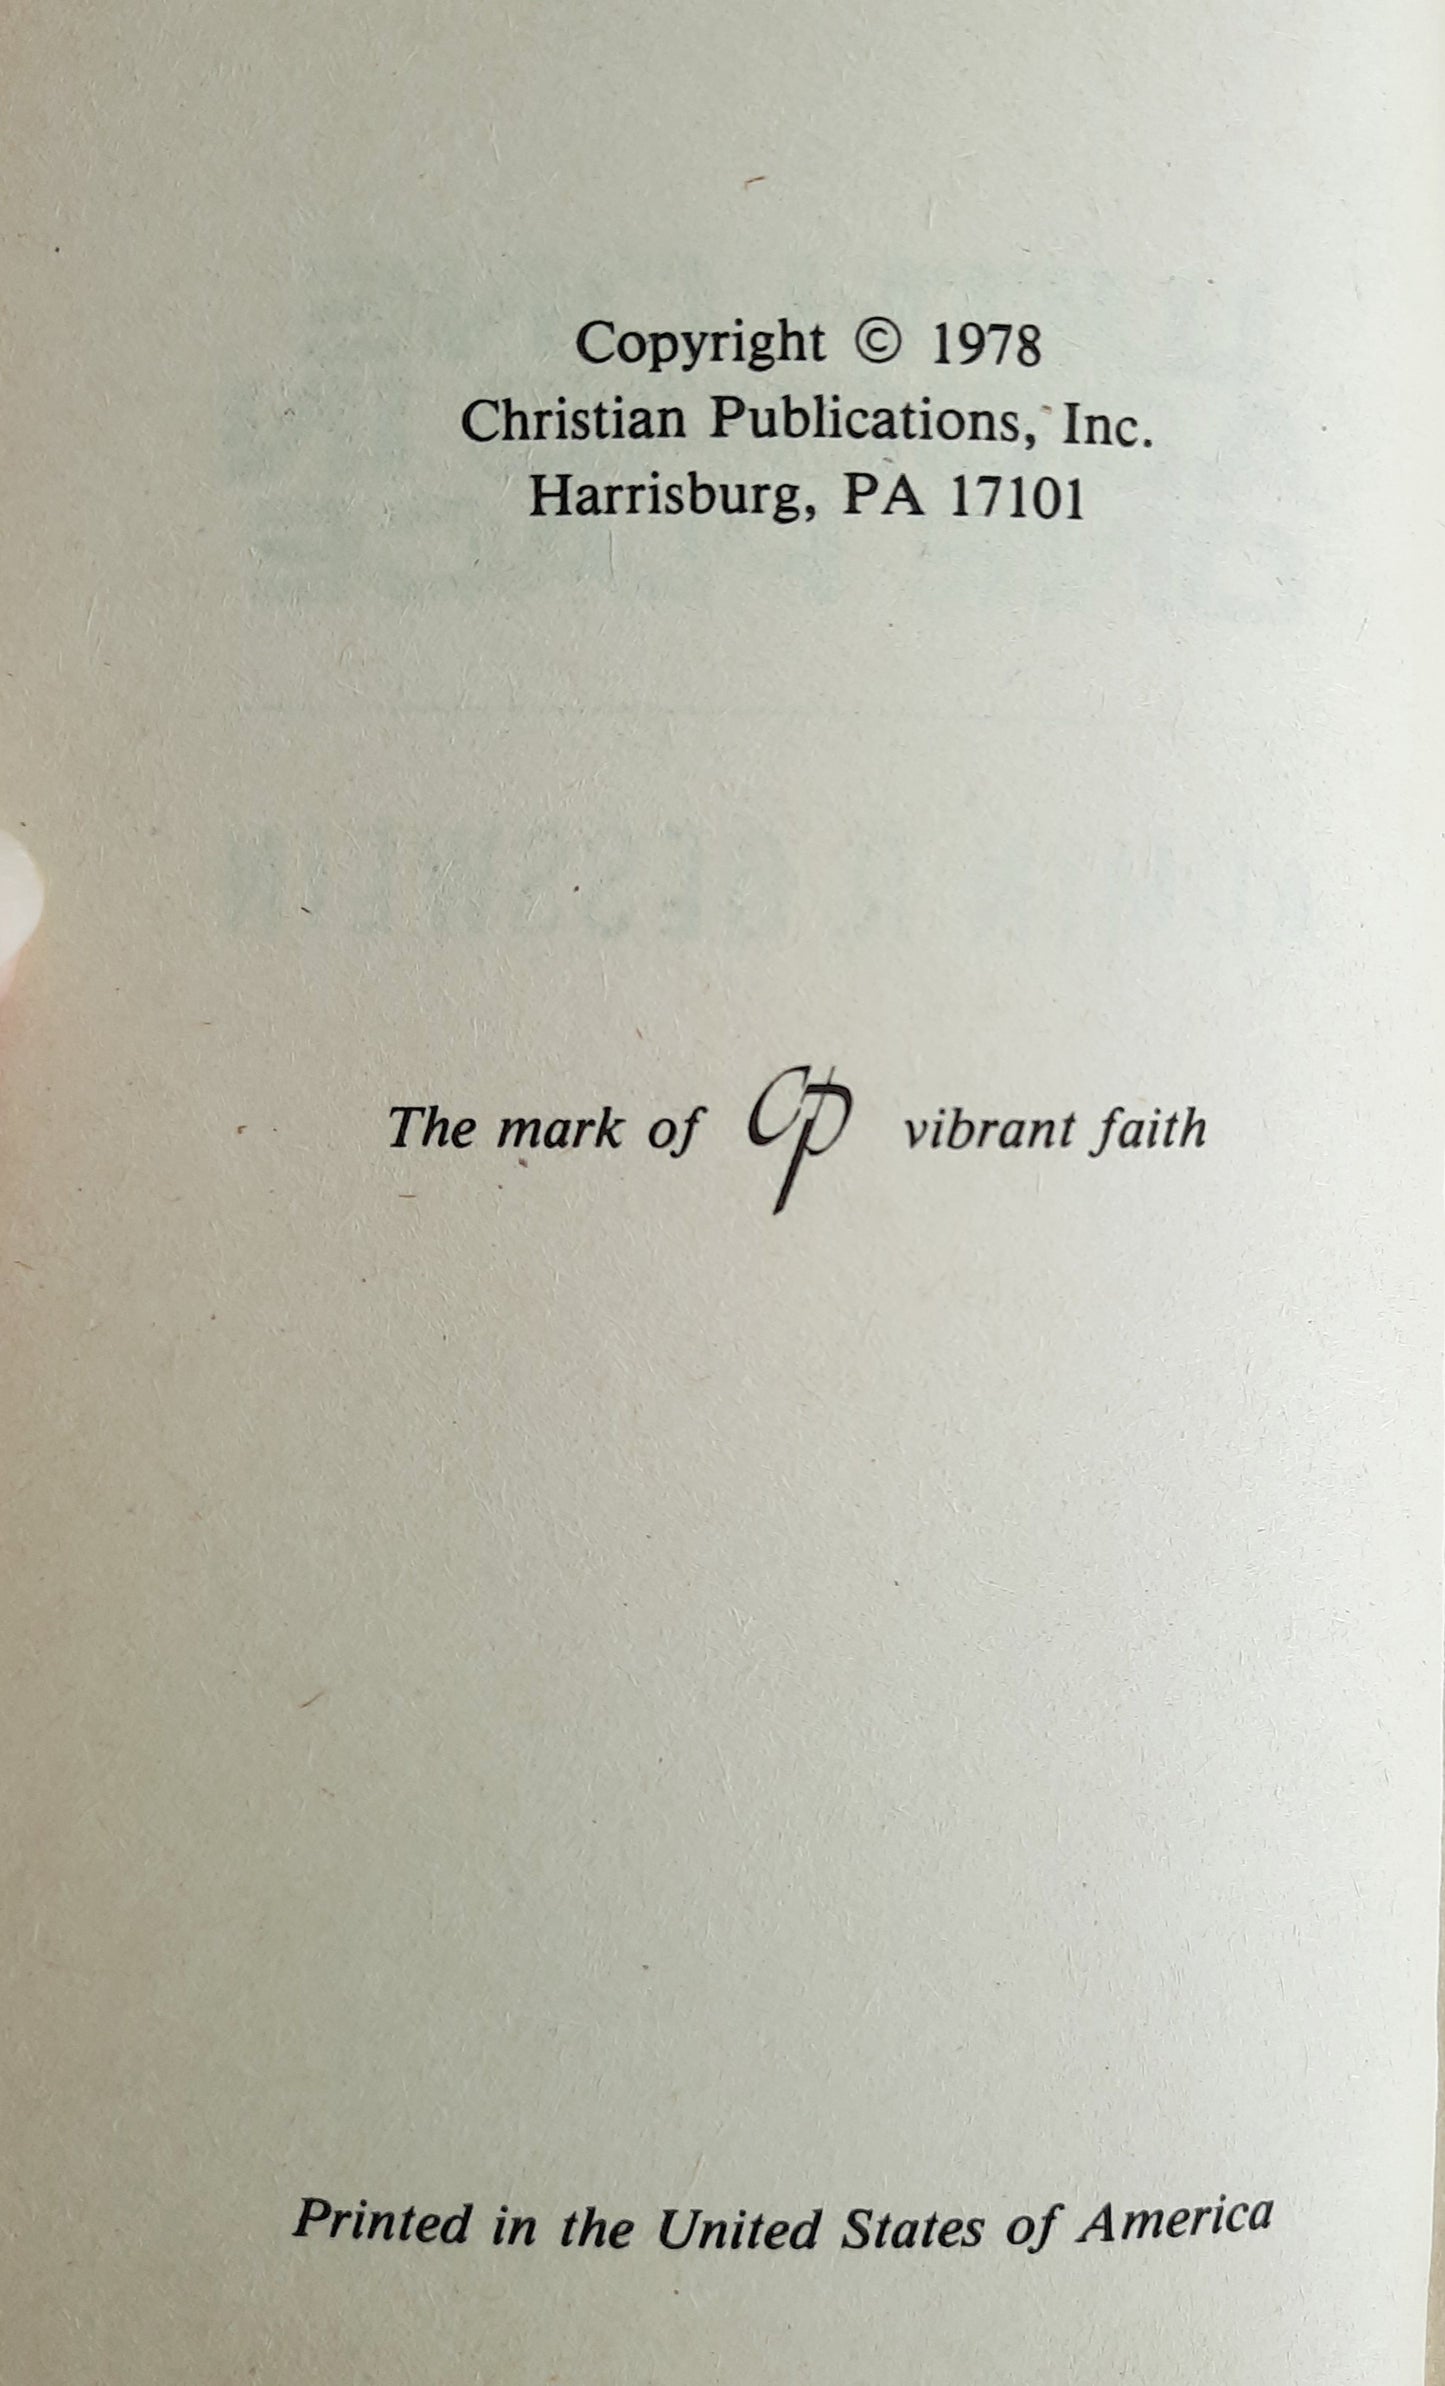 Copyright © 1978
Christian Publications, Inc.
Harrisburg, PA 17101
The mark of CP vibrant faith
Printed in the United States of America